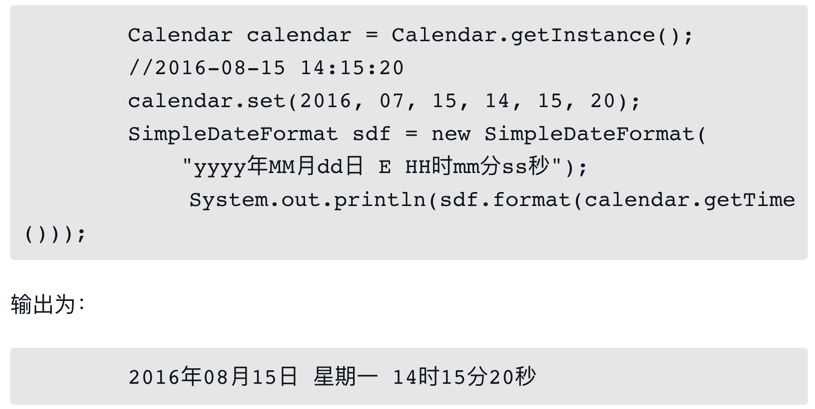 Calendar calendar = Calendar.getInstance();
//2016-08-15 14:15:20
calendar.set(2016, 07, 15, 14, 15, 20);
SimpleDateFormat sdf = new SimpleDateFormat(
"yyyy年MM月dd日 E HH时mm分ss秒");
System.out.println(sdf.format(calendar.getTime
()));
输出为：
2016年08月15日 星期一 14时15分20秒